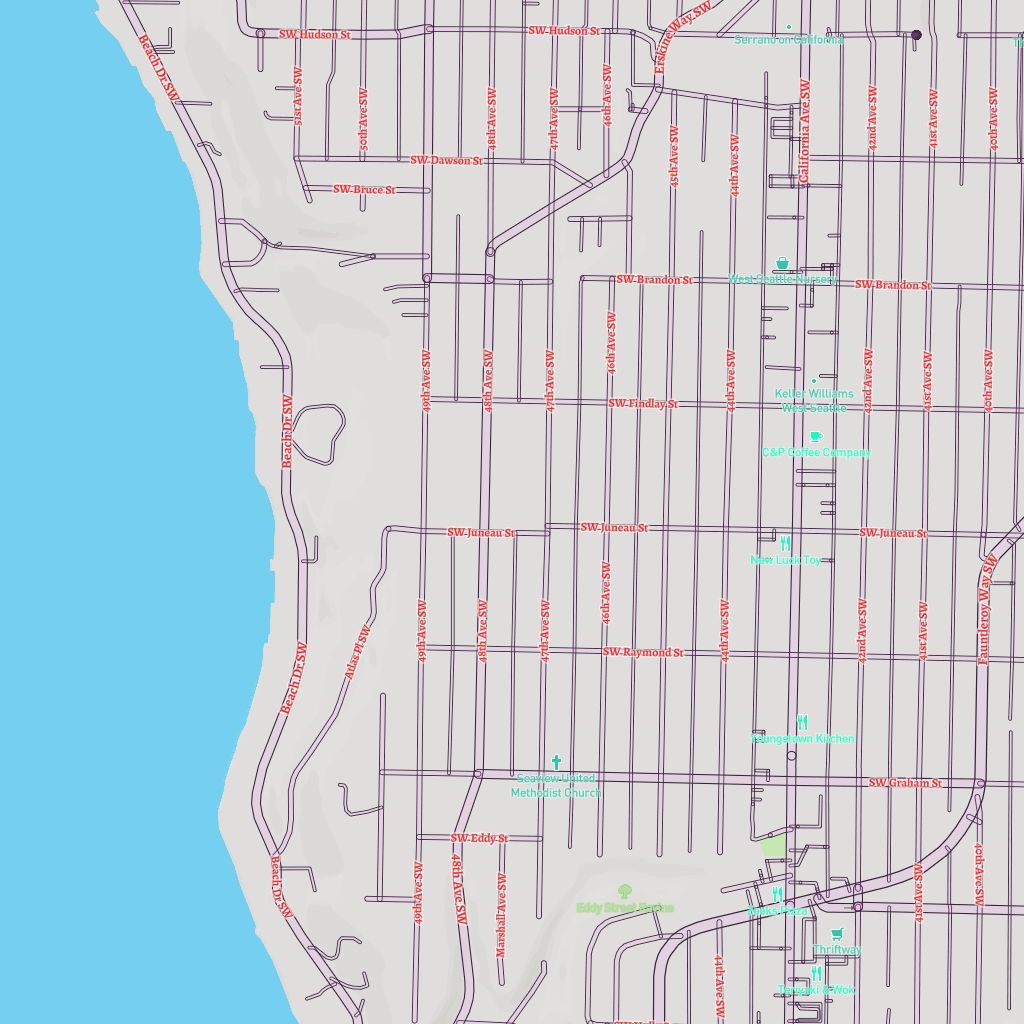 SW Hudson St
SW Hudson St
Erskine Way SW
Serrano on California
Beach Dr SW
51st Ave SW
50th Ave SW
48th Ave SW
47th Ave SW
46th Ave SW
45th Ave SW
44th Ave SW
California Ave SW
42nd Ave SW
41st Ave SW
40th Ave SW
SW Dawson St
SW Bruce St
West Seattle Nursery
SW Brandon St
SW Brandon St
49th Ave SW
48th Ave SW
47th Ave SW
46th Ave SW
44th Ave SW
42nd Ave SW
41st Ave SW
40th Ave SW
Keller Williams
West Seattle
SW Findlay St
Beach Dr SW
C&P Coffee Company
SW Juneau St
SW Juneau St
SW Juneau St
New Luck Toy
46th Ave SW
Fauntleroy Way SW
49th Ave SW
48th Ave SW
47th Ave SW
44th Ave SW
42nd Ave SW
41st Ave SW
Atlas Pl SW
SW Raymond St
Beach Dr SW
Youngstown Kitchen
Seaview United
Methodist Church
SW Graham St
SW Eddy St
Beach Dr SW
49th Ave SW
48th Ave SW
Marshall Ave SW
Eddy Street Ravine
Zeeks Pizza
41st Ave SW
40th Ave SW
Thriftway
44th Ave SW
Teriyaki & Wok